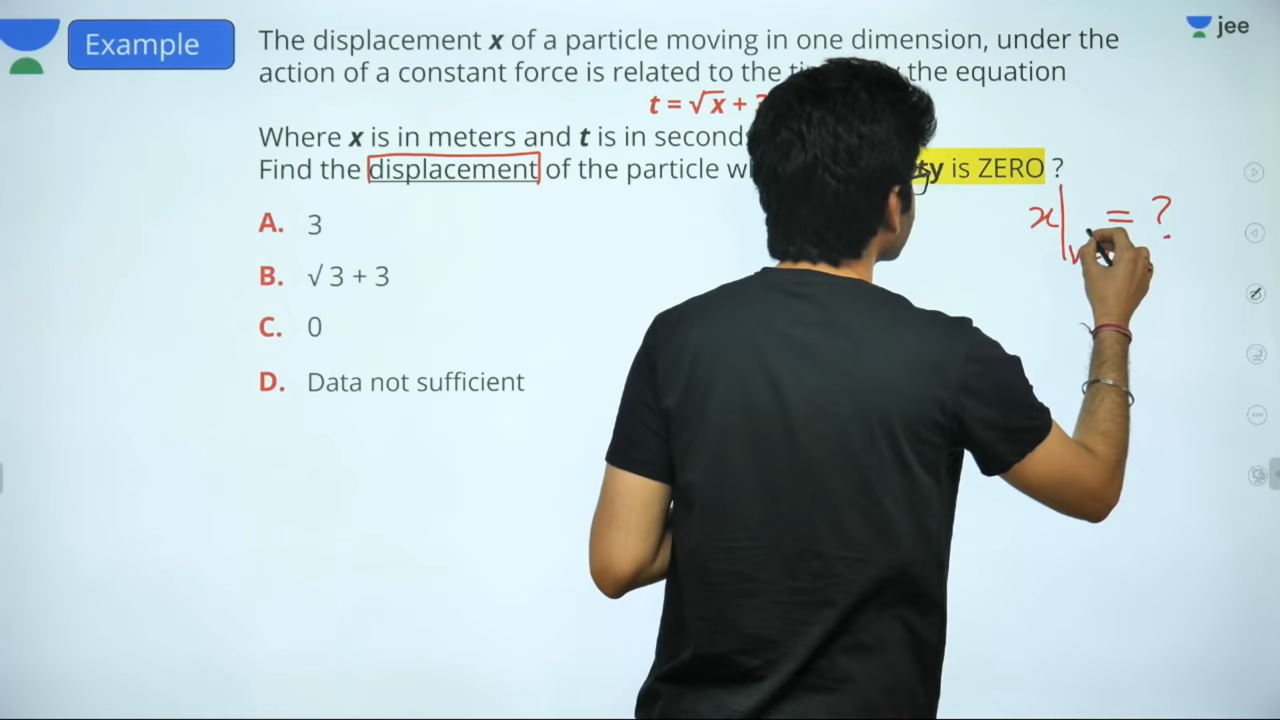 Example
The displacement x of a particle moving in one dimension, under the
action of a constant force is related to the the equation
t = √x +
Where x is in meters and t is in
Find the displacement of the particle is ZERO ?
A. 3
B. √ 3 + 3
C. 0
D. Data not sufficient
x| = ?
jee